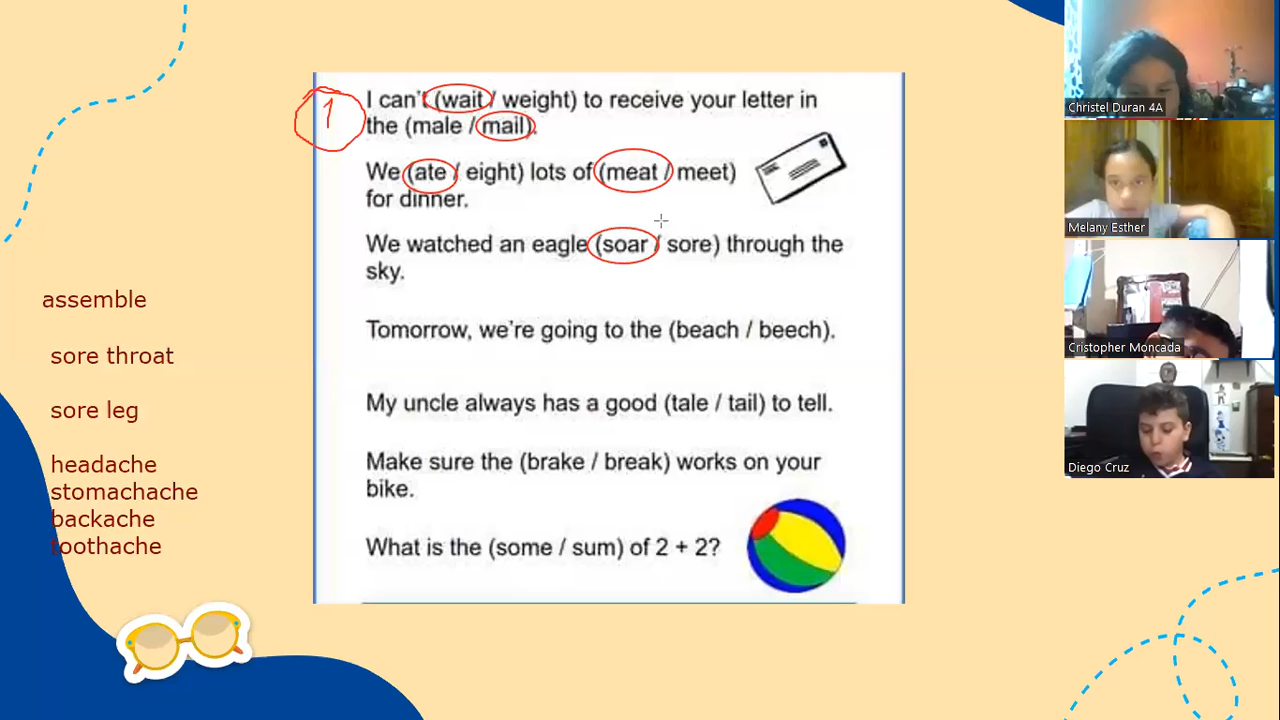 1
I can't (wait / weight) to receive your letter in
the (male / mail).
We (ate / eight) lots of (meat / meet)
for dinner.
We watched an eagle (soar / sore) through the
sky.
Tomorrow, we're going to the (beach / beech).
My uncle always has a good (tale / tail) to tell.
Make sure the (brake / break) works on your
bike.
What is the (some / sum) of 2 + 2?
assemble
sore throat
sore leg
headache
stomachache
backache
toothache
Christel Duran 4A
Melany Esther
Cristopher Moncada
Diego Cruz